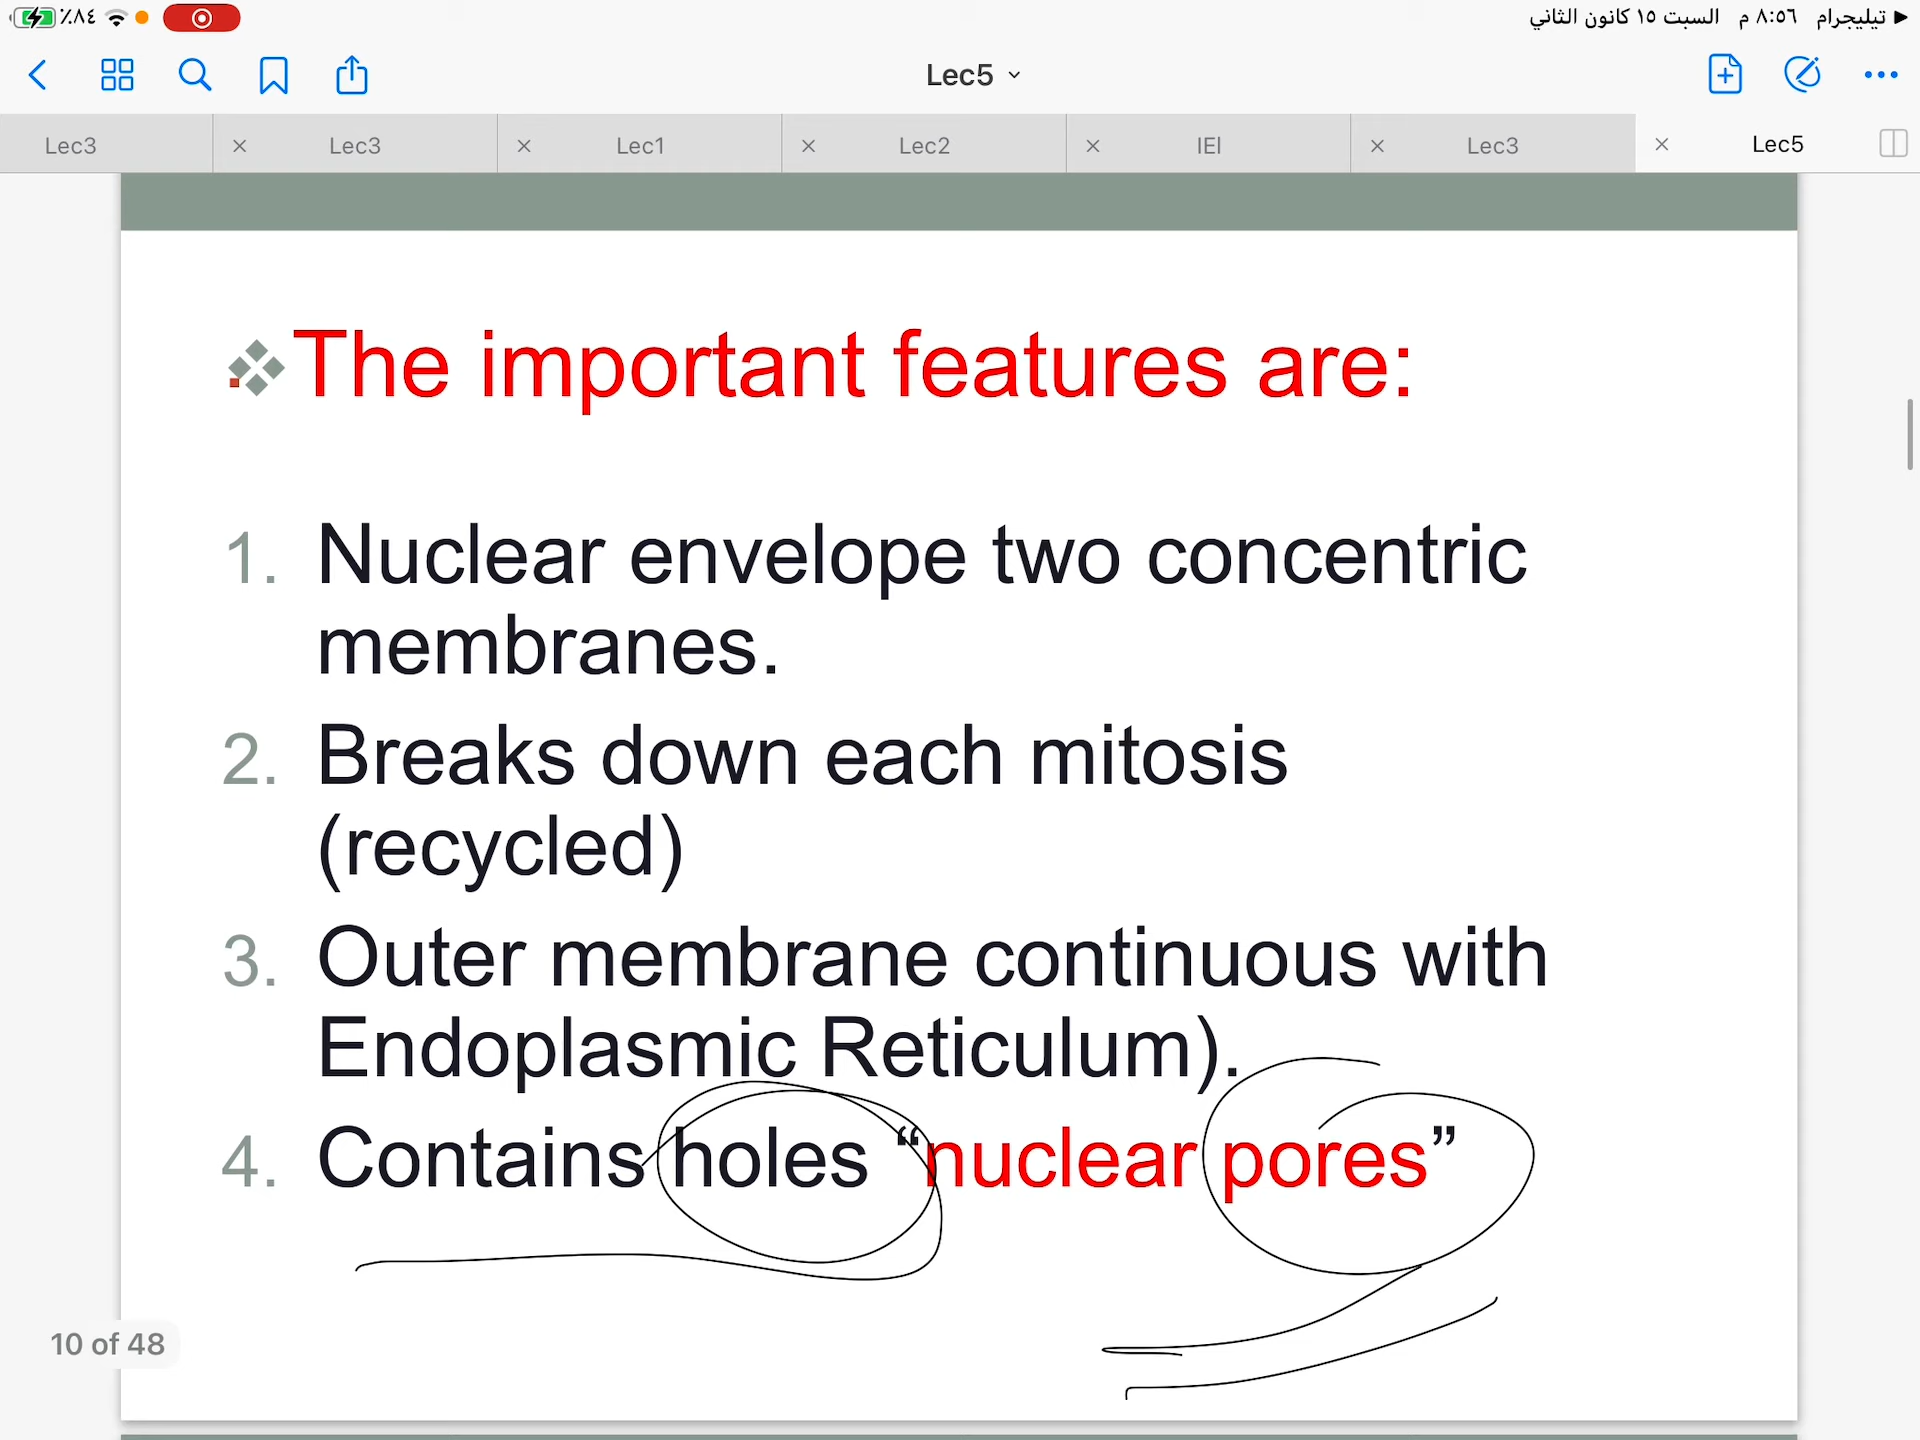 ٪٨٤ ◀ تيليجرام ٨:٥٦ م السبت ١٥ كانون الثاني
Lec5
Lec3 Lec3 Lec1 Lec2 IEI Lec3 Lec5
The important features are:
1. Nuclear envelope two concentric
membranes.
2. Breaks down each mitosis
(recycled)
3. Outer membrane continuous with
Endoplasmic Reticulum).
4. Contains holes “nuclear pores”
10 of 48